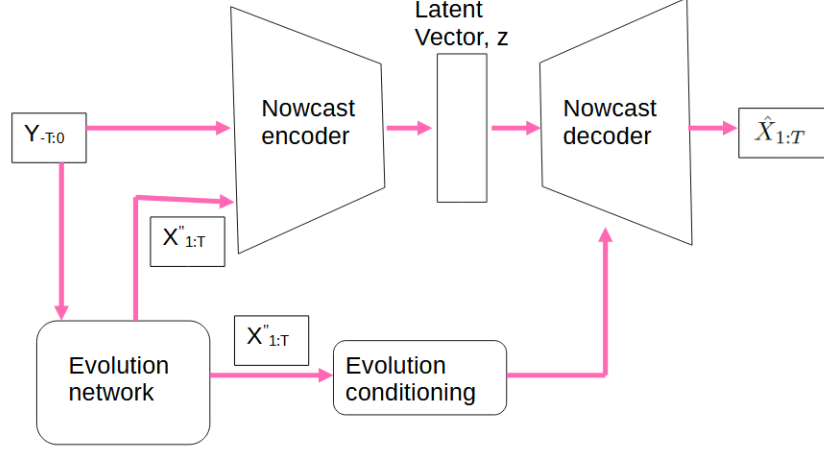 Latent
Vector, z
Nowcast
encoder
Nowcast
decoder
Y-T:0
X̂1:T
X"1:T
X"1:T
Evolution
network
Evolution
conditioning